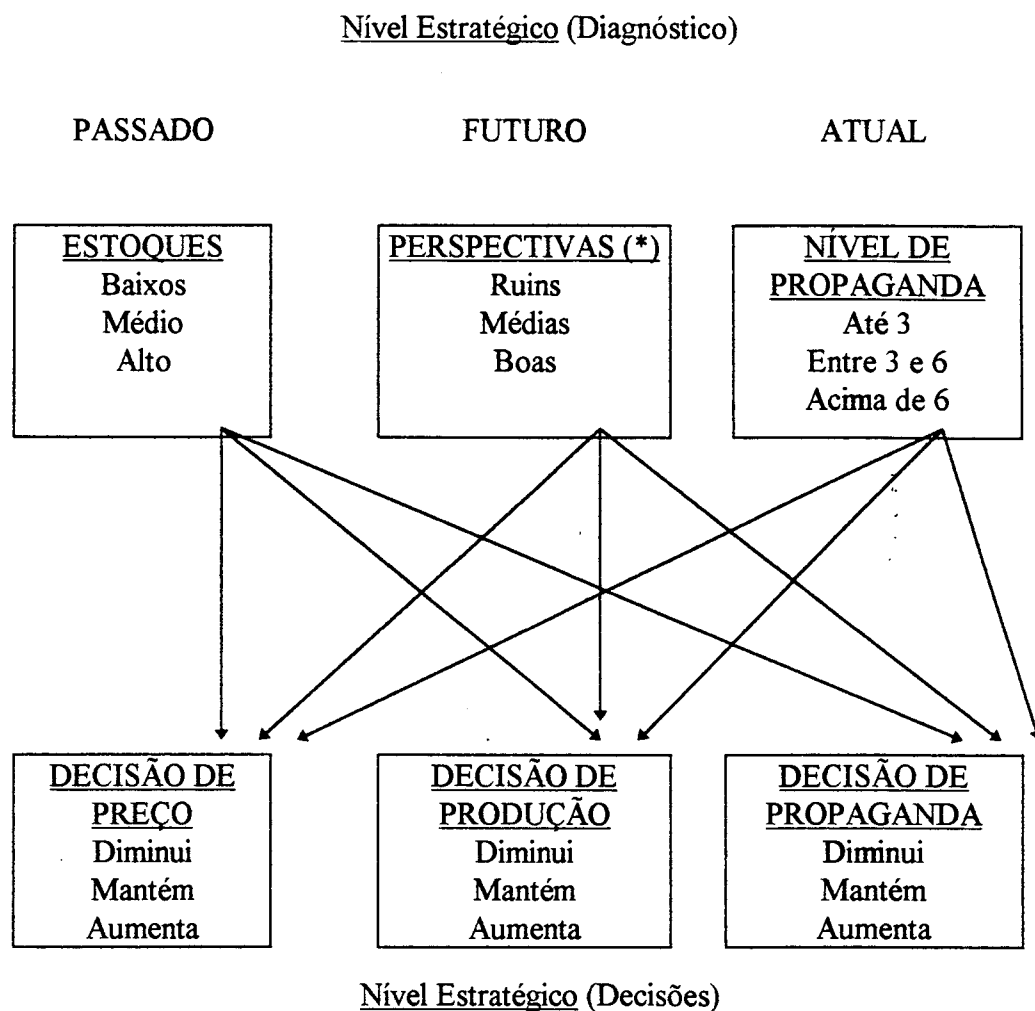 Nível Estratégico (Diagnóstico)
PASSADO
FUTURO
ATUAL
ESTOQUES
Baixos
Médio
Alto
PERSPECTIVAS (*)
Ruins
Médias
Boas
NÍVEL DE
PROPAGANDA
Até 3
Entre 3 e 6
Acima de 6
DECISÃO DE
PREÇO
Diminui
Mantém
Aumenta
DECISÃO DE
PRODUÇÃO
Diminui
Mantém
Aumenta
DECISÃO DE
PROPAGANDA
Diminui
Mantém
Aumenta
Nível Estratégico (Decisões)